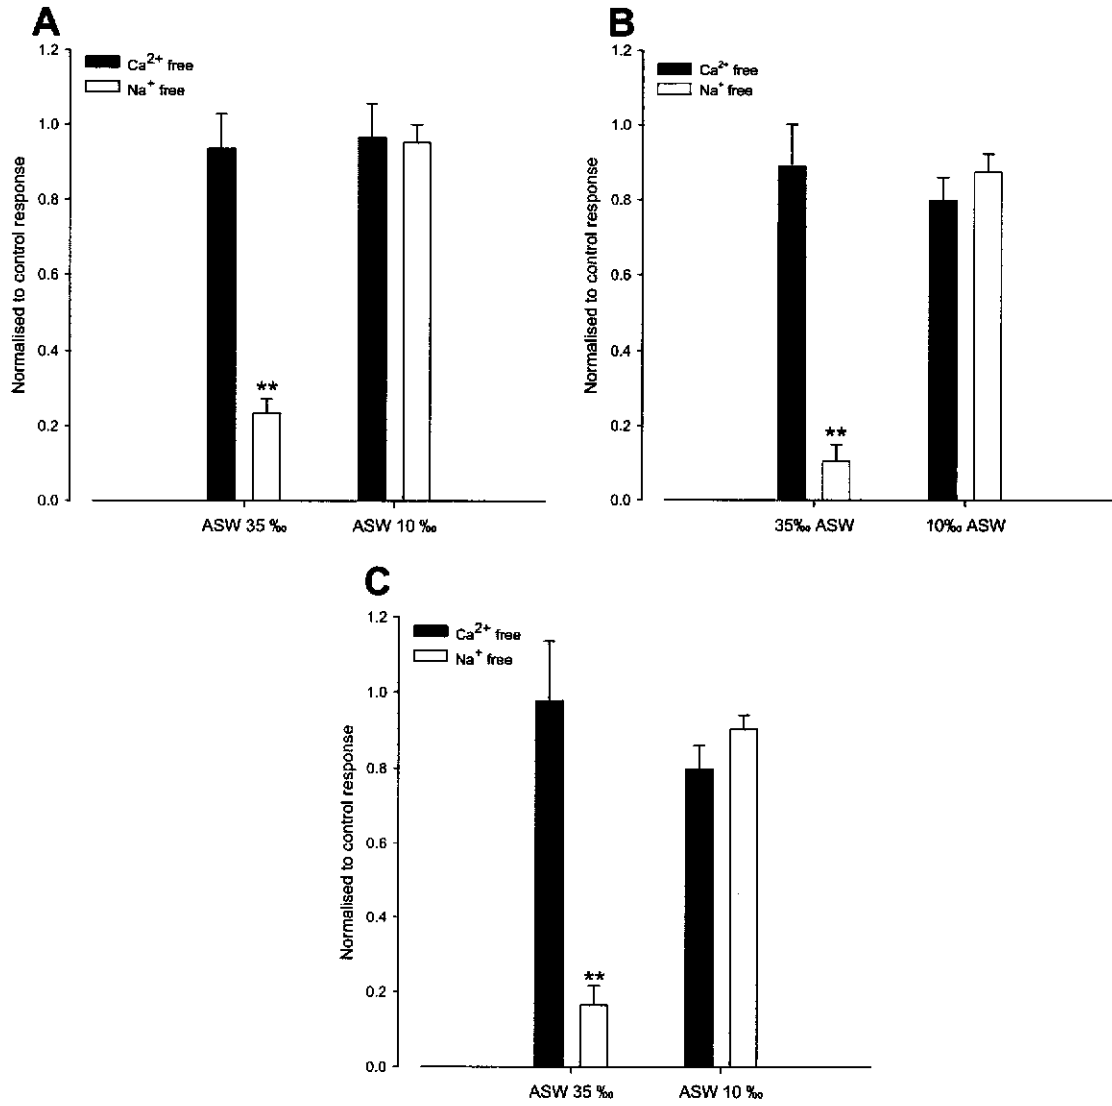 A
Ca2+ free
Na+ free
Normalised to control response
1.2
1.0
0.8
0.6
0.4
0.2
0.0
**
ASW 35 ‰
ASW 10 ‰
B
Ca2+ free
Na+ free
Normalised to control response
1.2
1.0
0.8
0.6
0.4
0.2
0.0
**
35‰ ASW
10‰ ASW
C
Ca2+ free
Na+ free
Normalised to control response
1.2
1.0
0.8
0.6
0.4
0.2
0.0
**
ASW 35 ‰
ASW 10 ‰